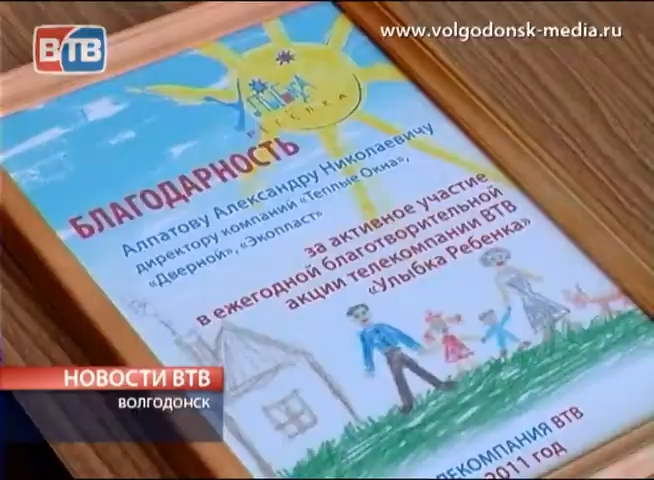 ВТВ
www.volgodonsk-media.ru
УЛЫБКА
РЕБЕНКА
БЛАГОДАРНОСТЬ
Алпатову Александру Николаевичу
директору компаний «Теплые Окна»,
«Дверной», «Экопласт»
за активное участие
в ежегодной благотворительной
акции телекомпании ВТВ
«Улыбка Ребенка»
НОВОСТИ ВТВ
ВОЛГОДОНСК
ЛЕКОМПАНИЯ ВТВ
2011 год